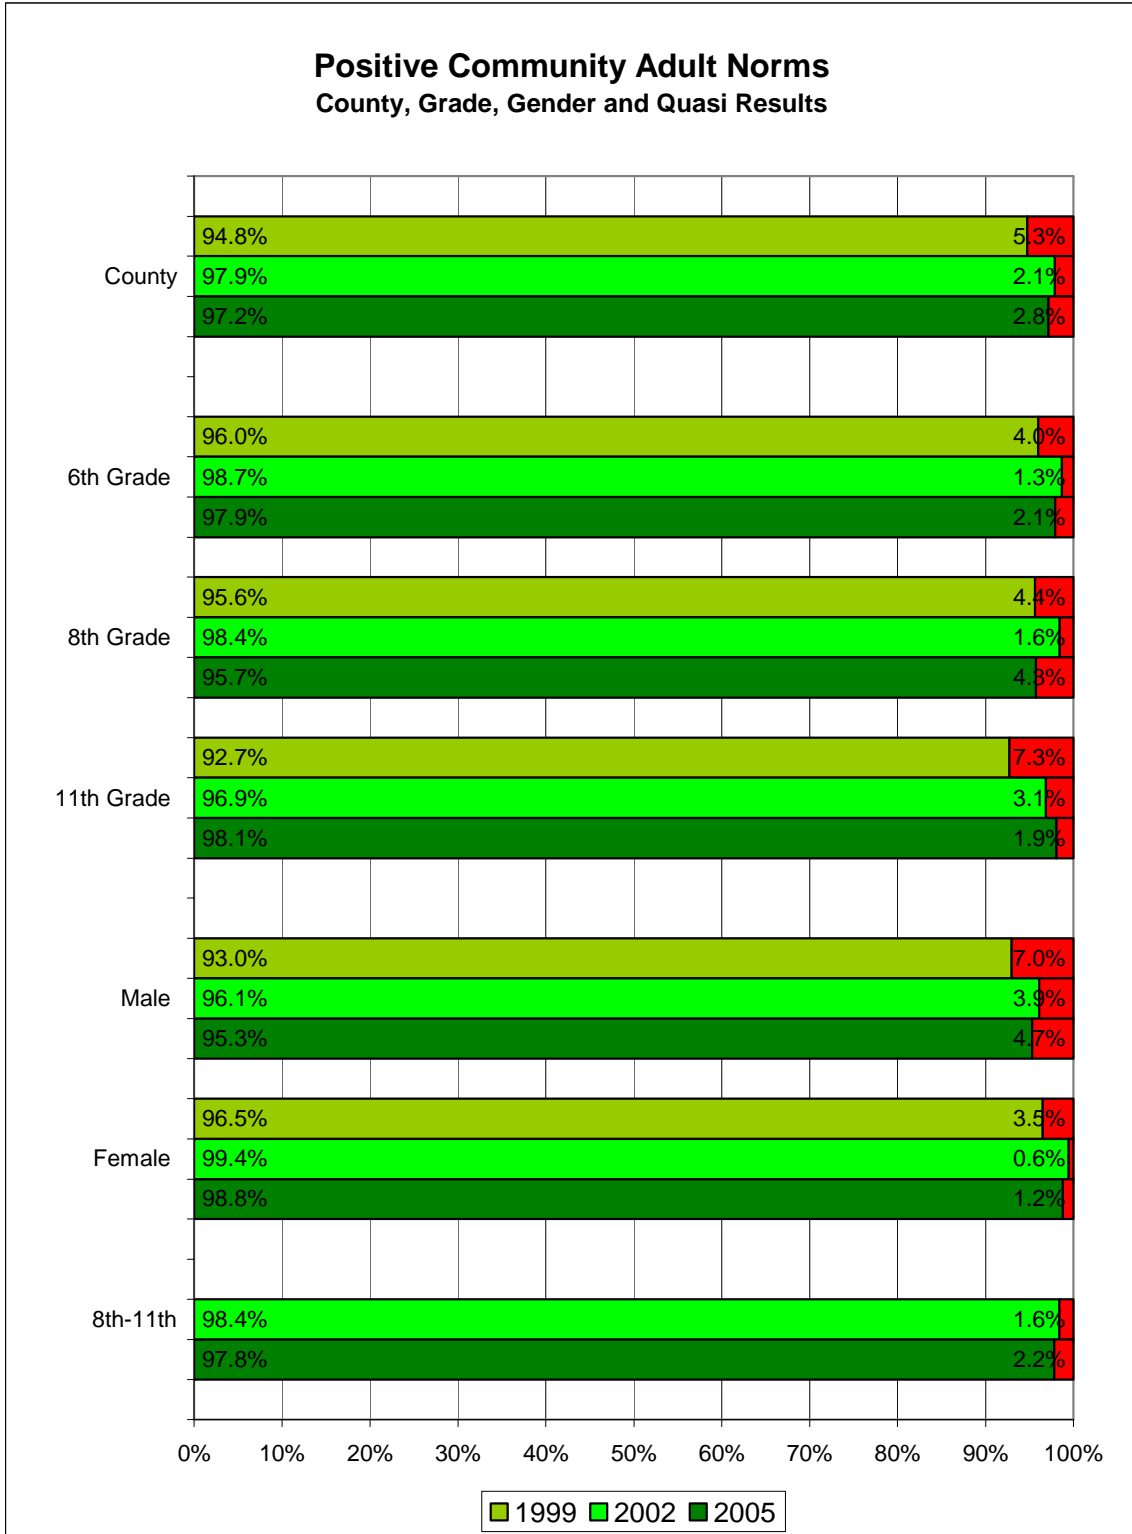 Positive Community Adult Norms
County, Grade, Gender and Quasi Results
94.8% 5.3%
County 97.9% 2.1%
97.2% 2.8%
96.0% 4.0%
6th Grade 98.7% 1.3%
97.9% 2.1%
95.6% 4.4%
8th Grade 98.4% 1.6%
95.7% 4.3%
92.7% 7.3%
11th Grade 96.9% 3.1%
98.1% 1.9%
93.0% 7.0%
Male 96.1% 3.9%
95.3% 4.7%
96.5% 3.5%
Female 99.4% 0.6%
98.8% 1.2%
8th-11th 98.4% 1.6%
97.8% 2.2%
0% 10% 20% 30% 40% 50% 60% 70% 80% 90% 100%
1999 2002 2005